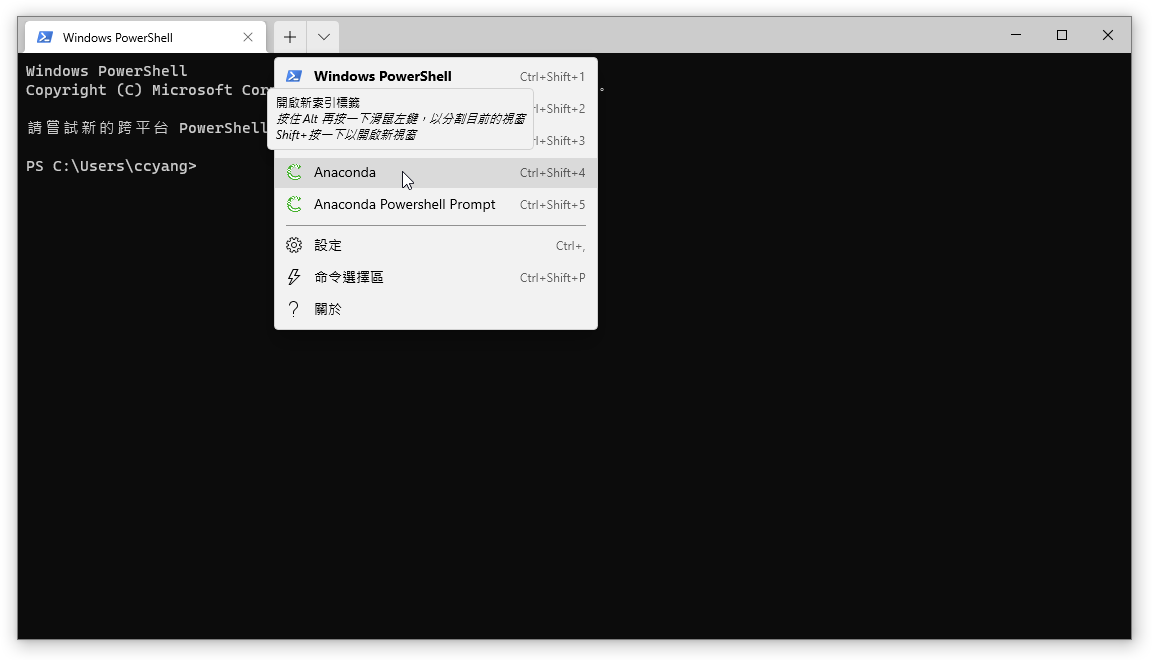 Windows PowerShell
Windows PowerShell
Copyright (C) Microsoft Cor
請嘗試新的跨平台 PowerShell
PS C:\Users\ccyang>
Windows PowerShell Ctrl+Shift+1
開啟新索引標籤
按住 Alt 再按一下滑鼠左鍵，以分割目前的視窗
Shift+按一下以開啟新視窗
rl+Shift+2
rl+Shift+3
Anaconda Ctrl+Shift+4
Anaconda Powershell Prompt Ctrl+Shift+5
設定 Ctrl+,
命令選擇區 Ctrl+Shift+P
關於